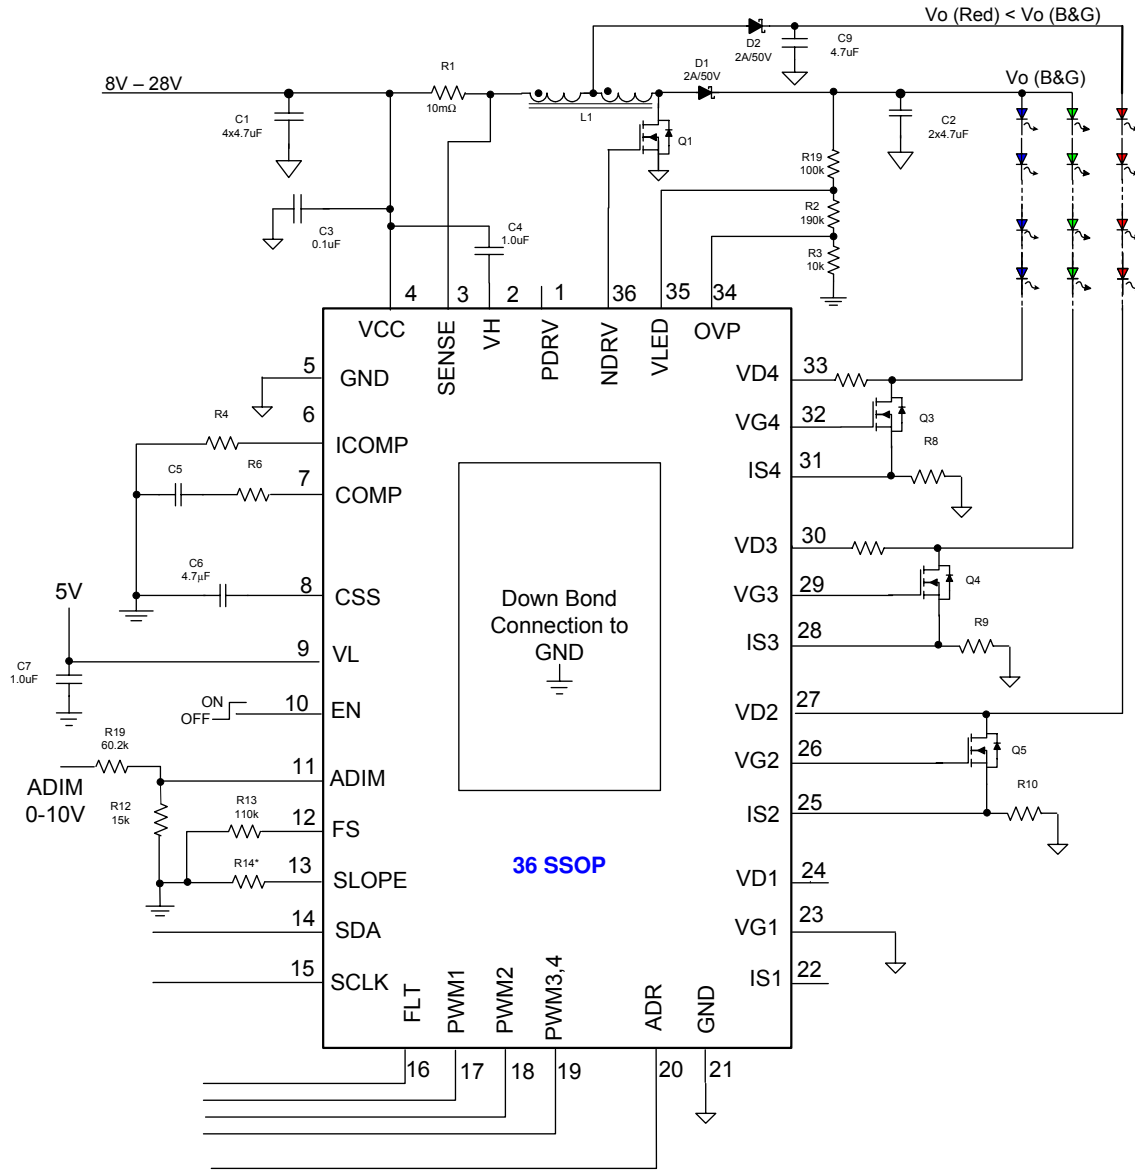 Vo (Red) < Vo (B&G)
D2
2A/50V
C9
4.7uF
8V – 28V
R1
10mΩ
D1
2A/50V
Vo (B&G)
C1
4x4.7uF
L1
Q1
C2
2x4.7uF
R19
100k
R2
190k
R3
10k
C3
0.1uF
C4
1.0uF
4
3
2
1
36
35
34
VCC
SENSE
VH
PDRV
NDRV
VLED
OVP
5
GND
6
R4
ICOMP
C5
R6
7
COMP
C6
4.7µF
8
CSS
5V
C7
1.0uF
9
VL
ON
OFF
10
EN
R19
60.2k
11
ADIM
ADIM
0-10V
R12
15k
R13
110k
12
FS
R14*
13
SLOPE
14
SDA
15
SCLK
Down Bond
Connection to
GND
36 SSOP
VD4
33
VG4
32
Q3
R8
IS4
31
VD3
30
VG3
29
Q4
R9
IS3
28
VD2
27
VG2
26
Q5
R10
IS2
25
VD1
24
VG1
23
IS1
22
FLT
PWM1
PWM2
PWM3,4
ADR
GND
16
17
18
19
20
21